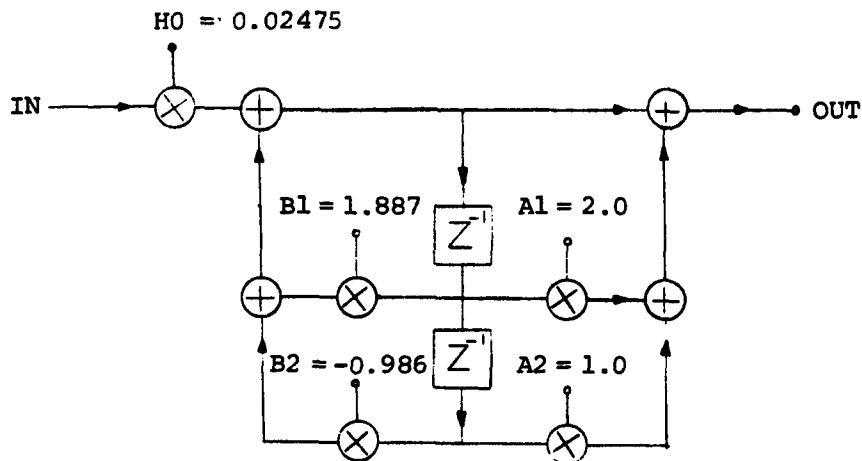 H0 = 0.02475
IN
OUT
B1 = 1.887
A1 = 2.0
Z⁻¹
B2 = -0.986
Z⁻¹
A2 = 1.0